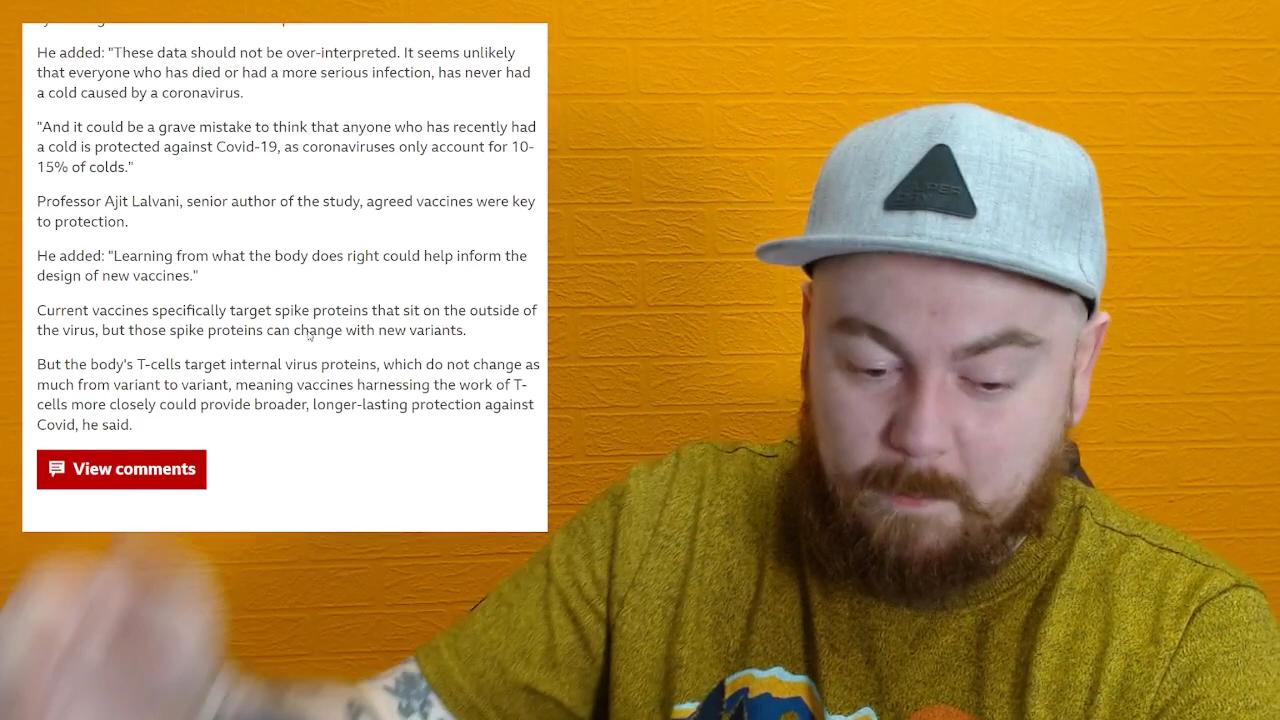 He added: "These data should not be over-interpreted. It seems unlikely
that everyone who has died or had a more serious infection, has never had
a cold caused by a coronavirus.
"And it could be a grave mistake to think that anyone who has recently had
a cold is protected against Covid-19, as coronaviruses only account for 10-
15% of colds."
Professor Ajit Lalvani, senior author of the study, agreed vaccines were key
to protection.
He added: "Learning from what the body does right could help inform the
design of new vaccines."
Current vaccines specifically target spike proteins that sit on the outside of
the virus, but those spike proteins can change with new variants.
But the body's T-cells target internal virus proteins, which do not change as
much from variant to variant, meaning vaccines harnessing the work of T-
cells more closely could provide broader, longer-lasting protection against
Covid, he said.
View comments